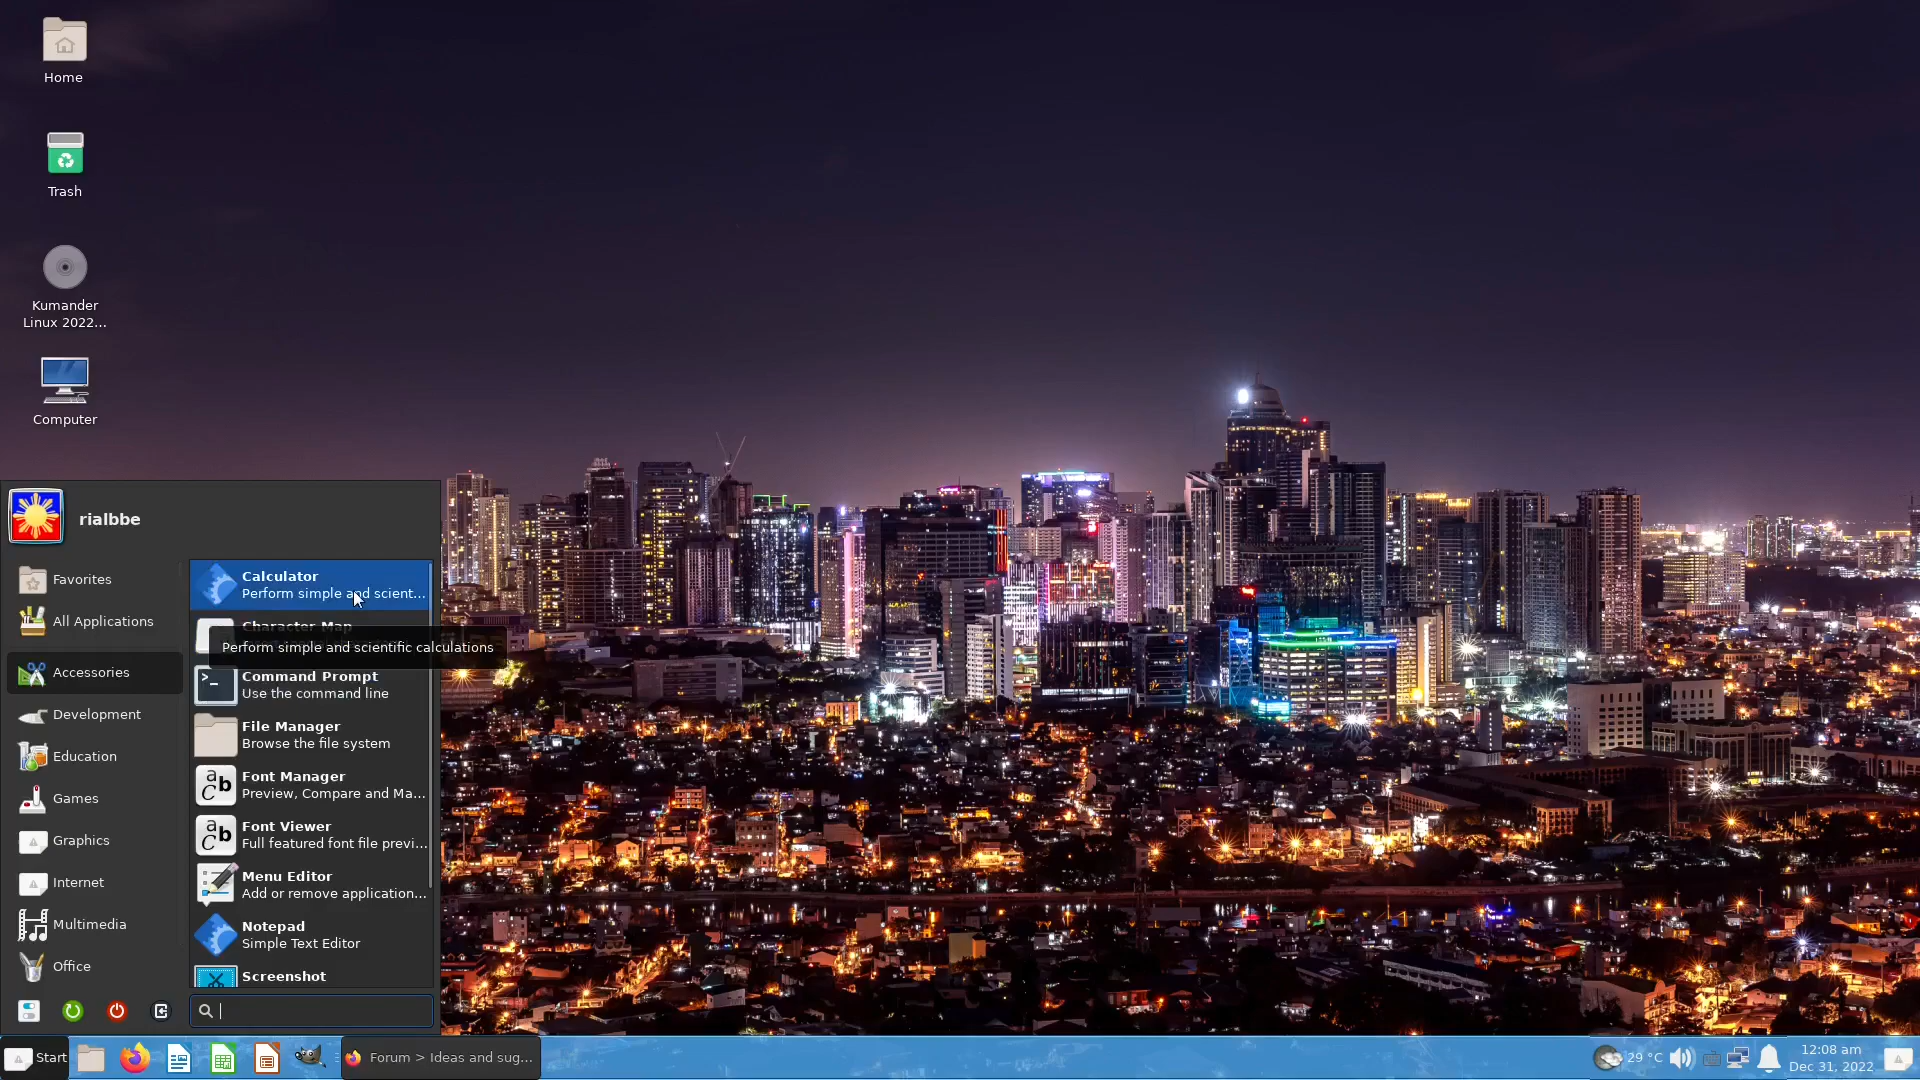 Home
Trash
Kumander
Linux 2022...
Computer
rialbbe
Favorites
All Applications
Accessories
Development
Education
Games
Graphics
Internet
Multimedia
Office
Calculator
Perform simple and scient...
Character Map
Perform simple and scientific calculations
Command Prompt
Use the command line
File Manager
Browse the file system
Font Manager
Preview, Compare and Ma...
Font Viewer
Full featured font file previ...
Menu Editor
Add or remove application...
Notepad
Simple Text Editor
Screenshot
Start
Forum > Ideas and sug...
29 °C
12:08 am
Dec 31, 2022